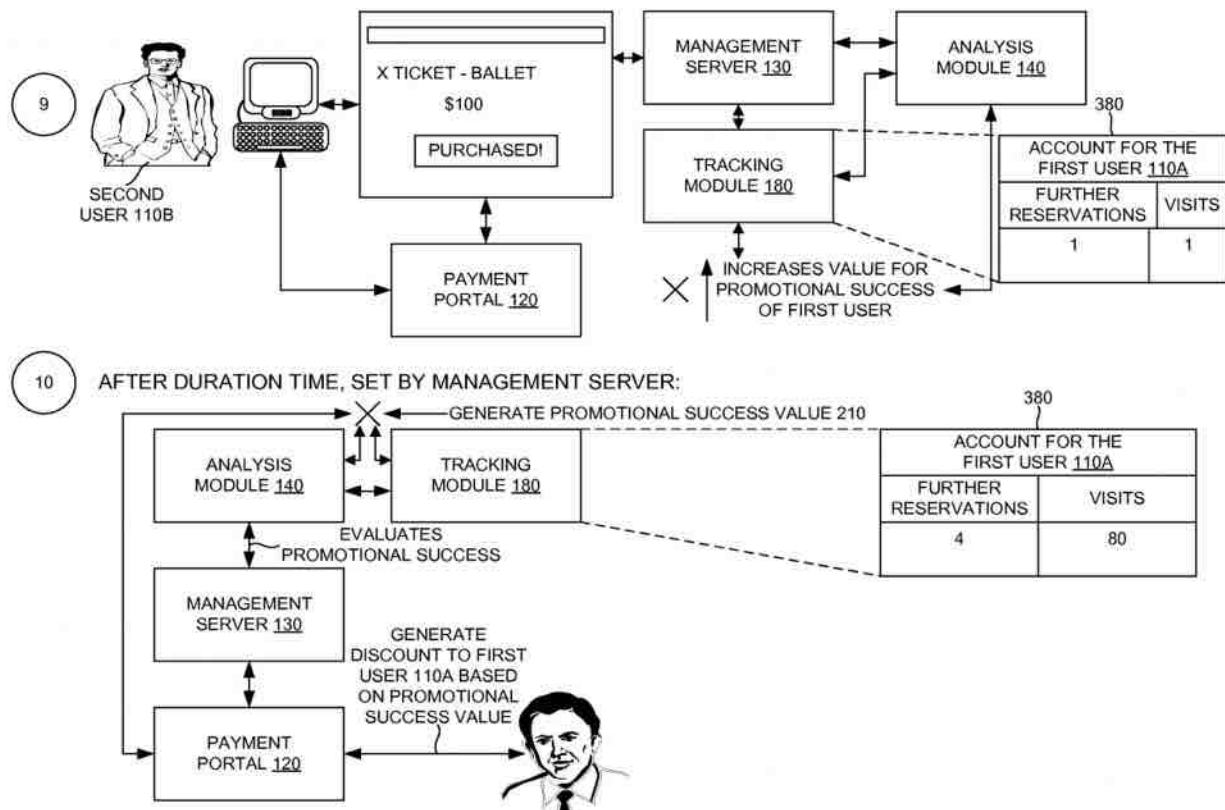 9
SECOND
USER 110B
X TICKET - BALLET
$100
PURCHASED!
PAYMENT
PORTAL 120
MANAGEMENT
SERVER 130
TRACKING
MODULE 180
INCREASES VALUE FOR
PROMOTIONAL SUCCESS
OF FIRST USER
ANALYSIS
MODULE 140
380
ACCOUNT FOR THE
FIRST USER 110A
FURTHER
RESERVATIONS
VISITS
1
1
10
AFTER DURATION TIME, SET BY MANAGEMENT SERVER:
GENERATE PROMOTIONAL SUCCESS VALUE 210
ANALYSIS
MODULE 140
TRACKING
MODULE 180
EVALUATES
PROMOTIONAL SUCCESS
MANAGEMENT
SERVER 130
PAYMENT
PORTAL 120
GENERATE
DISCOUNT TO FIRST
USER 110A BASED
ON PROMOTIONAL
SUCCESS VALUE
380
ACCOUNT FOR THE
FIRST USER 110A
FURTHER
RESERVATIONS
VISITS
4
80